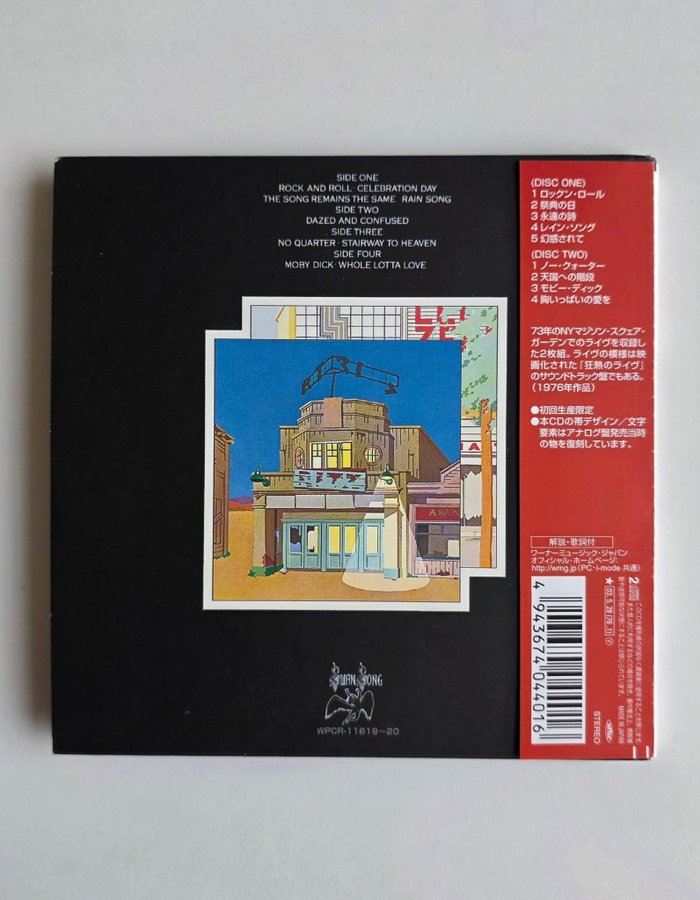 SIDE ONE
ROCK AND ROLL · CELEBRATION DAY
THE SONG REMAINS THE SAME RAIN SONG
SIDE TWO
DAZED AND CONFUSED
SIDE THREE
NO QUARTER · STAIRWAY TO HEAVEN
SIDE FOUR
MOBY DICK · WHOLE LOTTA LOVE
SWAN SONG
WPCR-11619~20
(DISC ONE)
1 ロックン・ロール
2 祭典の日
3 永遠の詩
4 レイン・ソング
5 幻惑されて
(DISC TWO)
1 ノー・クォーター
2 天国への階段
3 モビー・ディック
4 胸いっぱいの愛を
73年のNYマジソン・スクェア・
ガーデンでのライヴを収録し
た2枚組。ライヴの模様は映
画化された「狂熱のライヴ」
のサウンドトラック盤でもある。
(1976年作品)
●初回生産限定
●本CDの帯デザイン/文字
要素はアナログ盤発売当時
の物を復刻しています。
解説・歌詞付
ワーナーミュージック・ジャパン
オフィシャル・ホームページ
http://wmg.jp(PC・i-mode 共通)
4943674044016
STEREO
MADE IN JAPAN